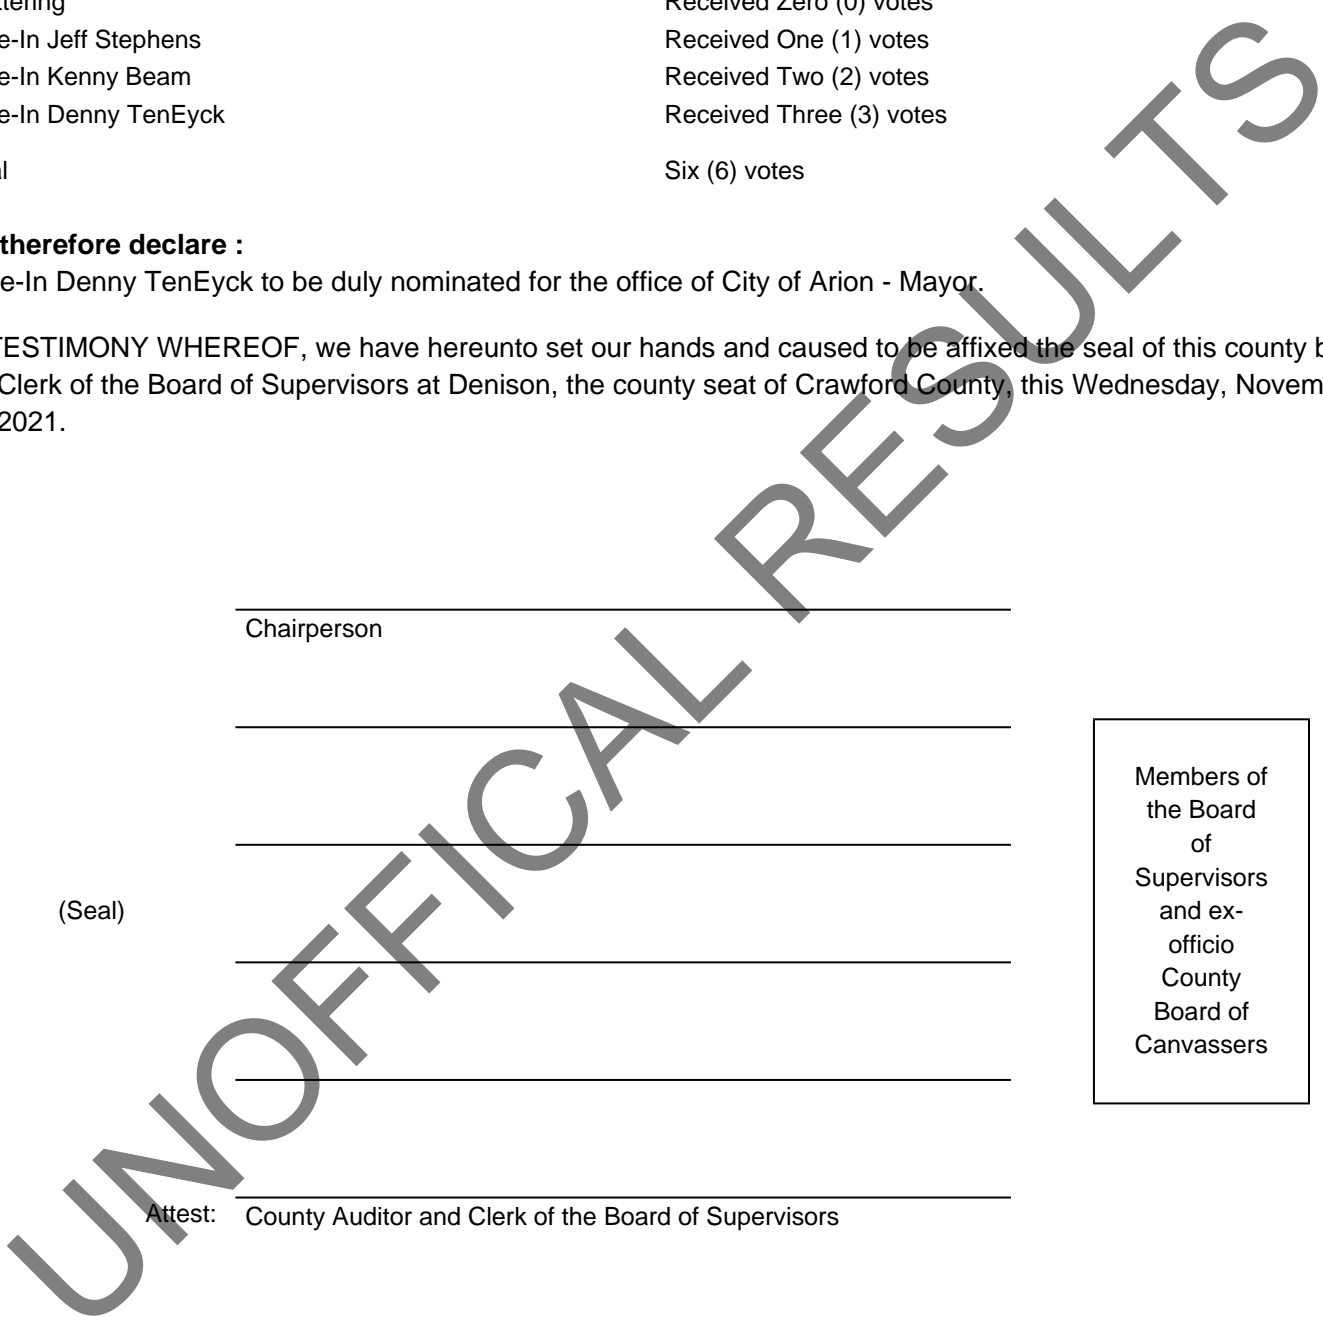 ttering Received Zero (0) votes
e-In Jeff Stephens Received One (1) votes
e-In Kenny Beam Received Two (2) votes
e-In Denny TenEyck Received Three (3) votes
al Six (6) votes
therefore declare :
e-In Denny TenEyck to be duly nominated for the office of City of Arion - Mayor.
TESTIMONY WHEREOF, we have hereunto set our hands and caused to be affixed the seal of this county b
Clerk of the Board of Supervisors at Denison, the county seat of Crawford County, this Wednesday, Novem
2021.
Chairperson
Members of
the Board
of
Supervisors
and ex-
officio
County
Board of
Canvassers
(Seal)
Attest: County Auditor and Clerk of the Board of Supervisors
UNOFFICAL RESULTS